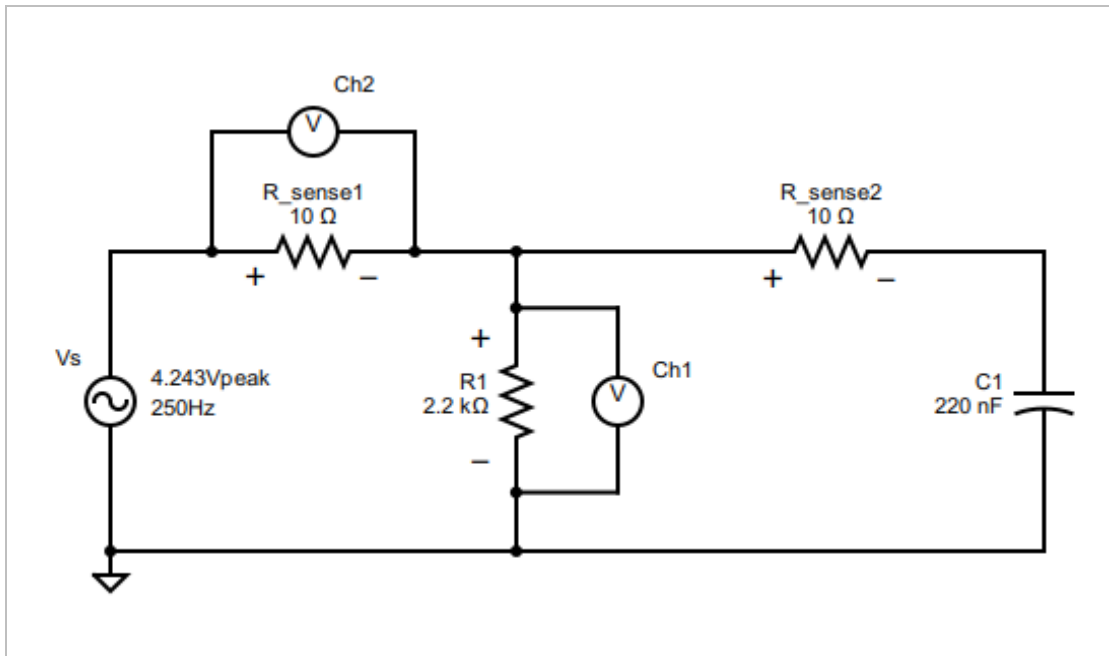 Ch2
V
R_sense1
10 Ω
+
−
R_sense2
10 Ω
+
−
Vs
4.243Vpeak
250Hz
+
R1
2.2 kΩ
−
Ch1
V
C1
220 nF